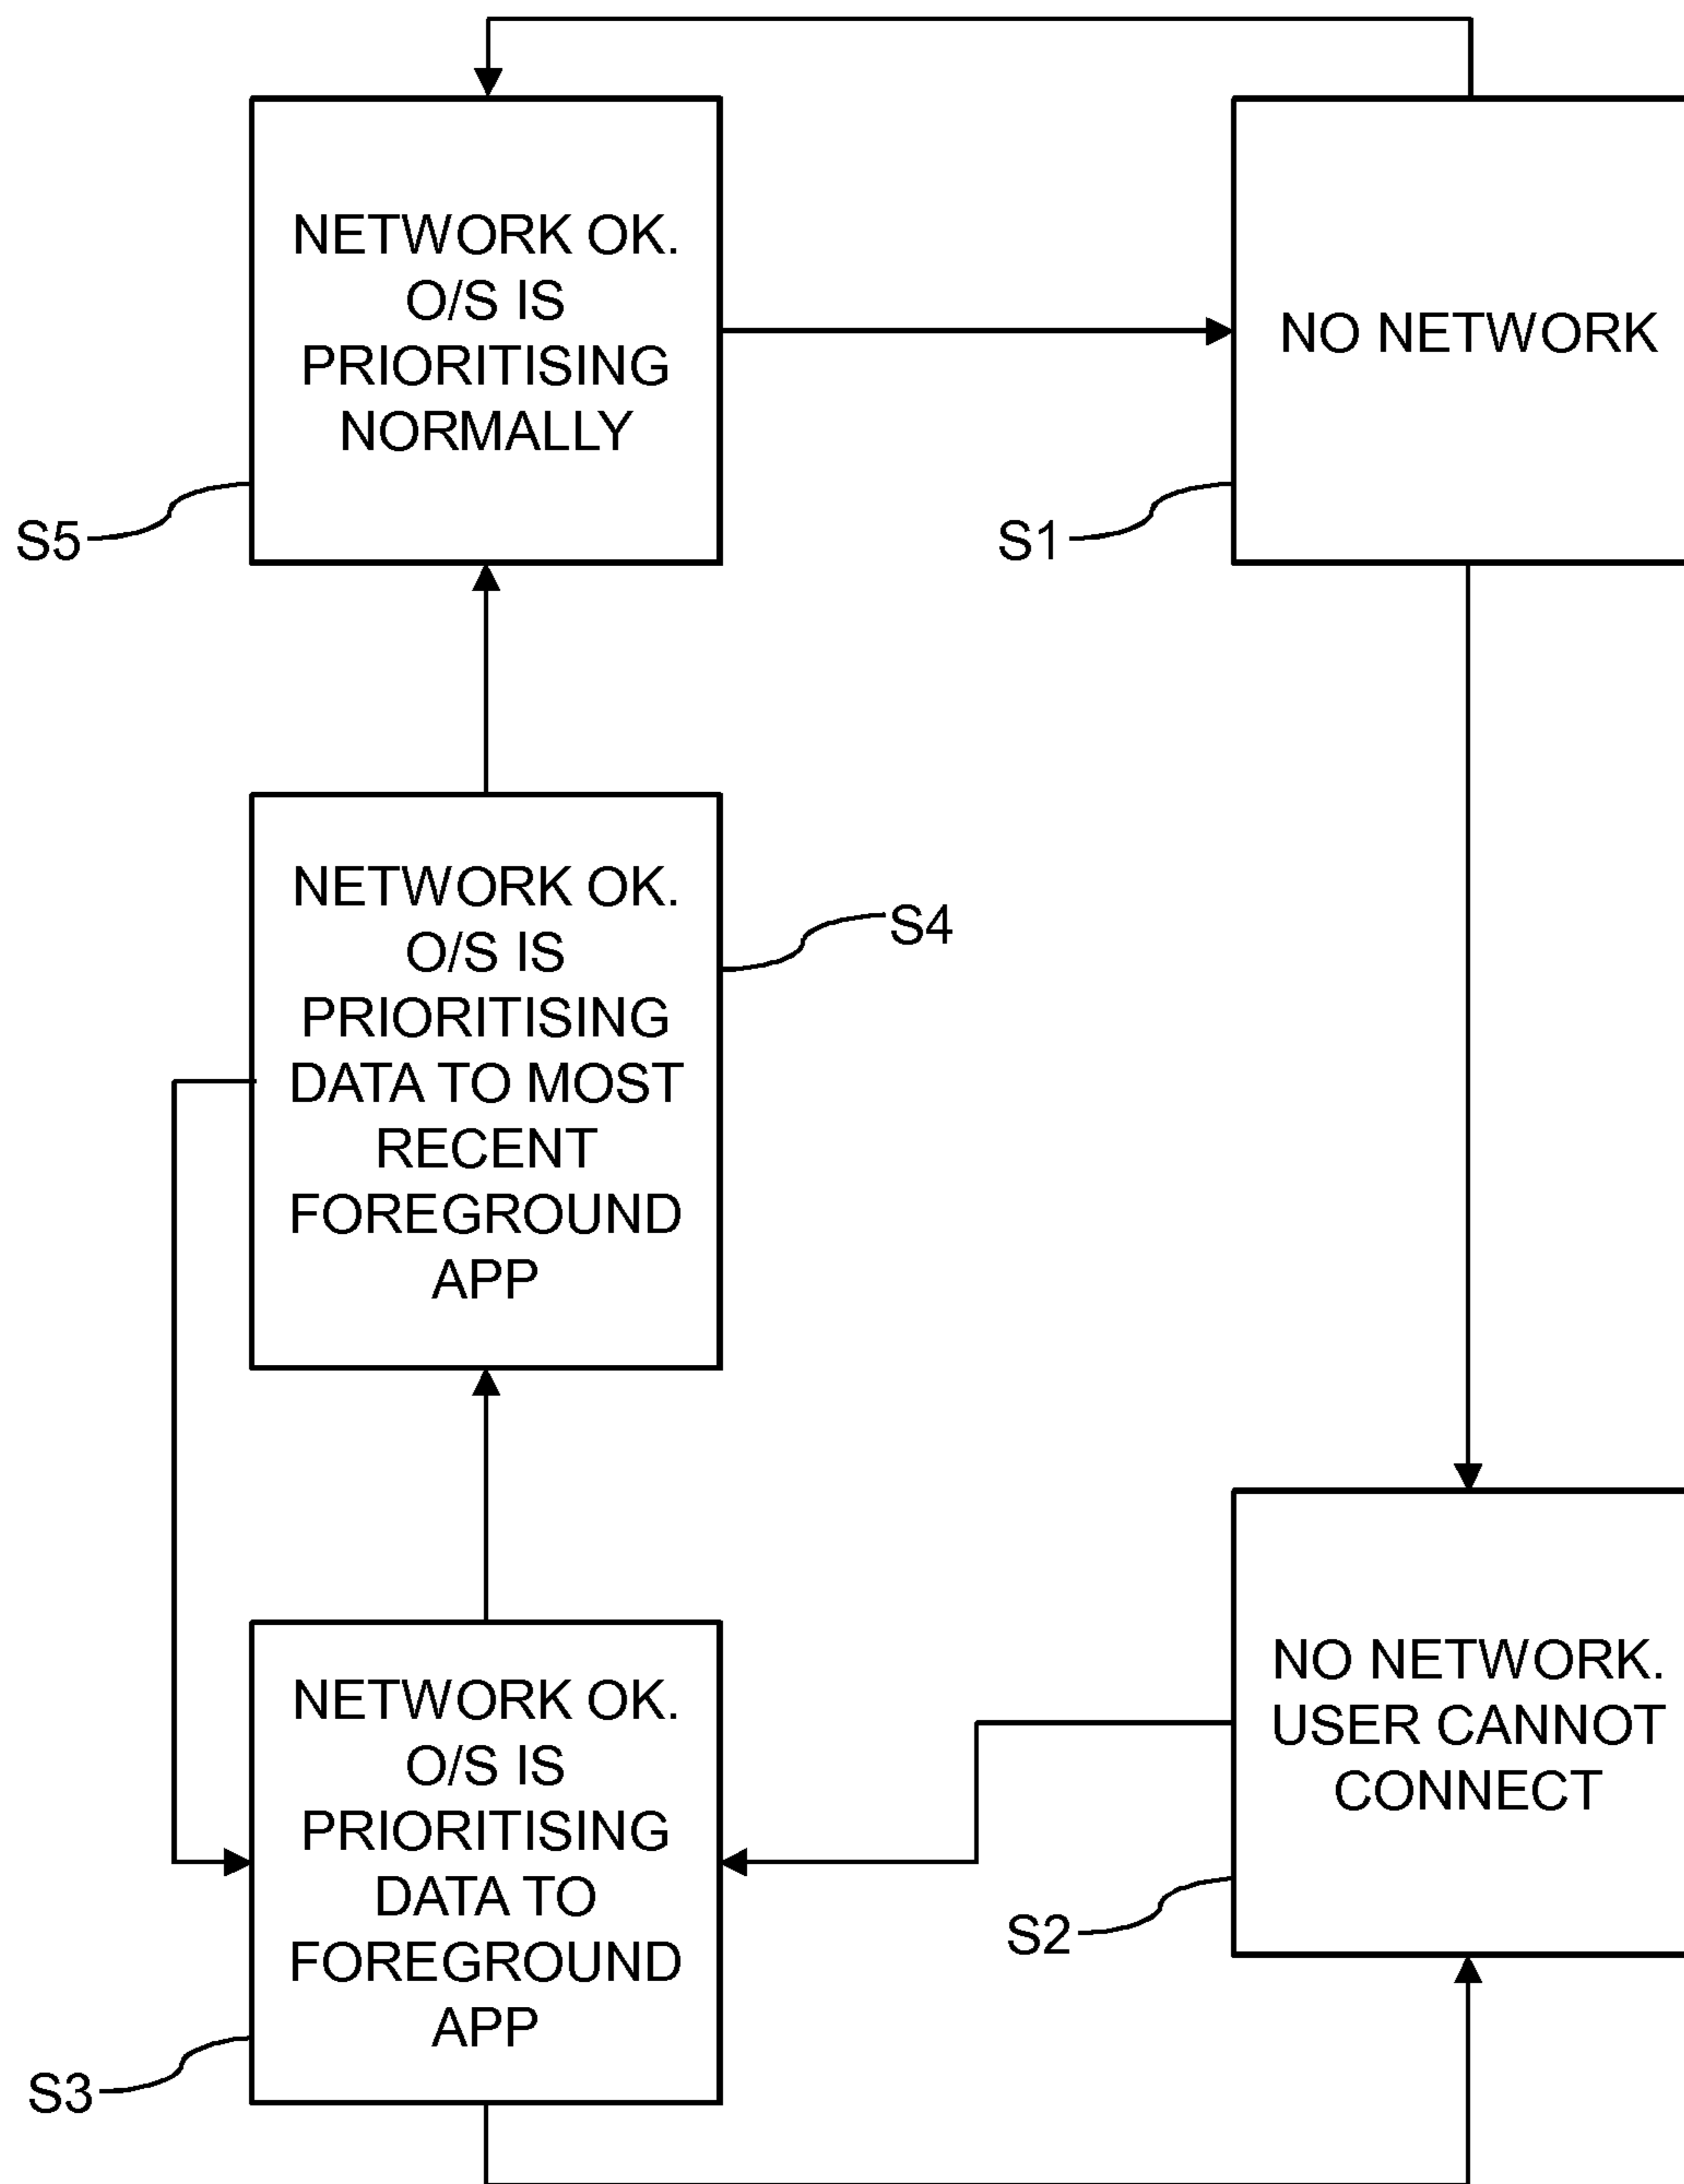 NETWORK OK.
O/S IS
PRIORITISING
NORMALLY
S5
NO NETWORK
S1
NETWORK OK.
O/S IS
PRIORITISING
DATA TO MOST
RECENT
FOREGROUND
APP
S4
NETWORK OK.
O/S IS
PRIORITISING
DATA TO
FOREGROUND
APP
S3
NO NETWORK.
USER CANNOT
CONNECT
S2